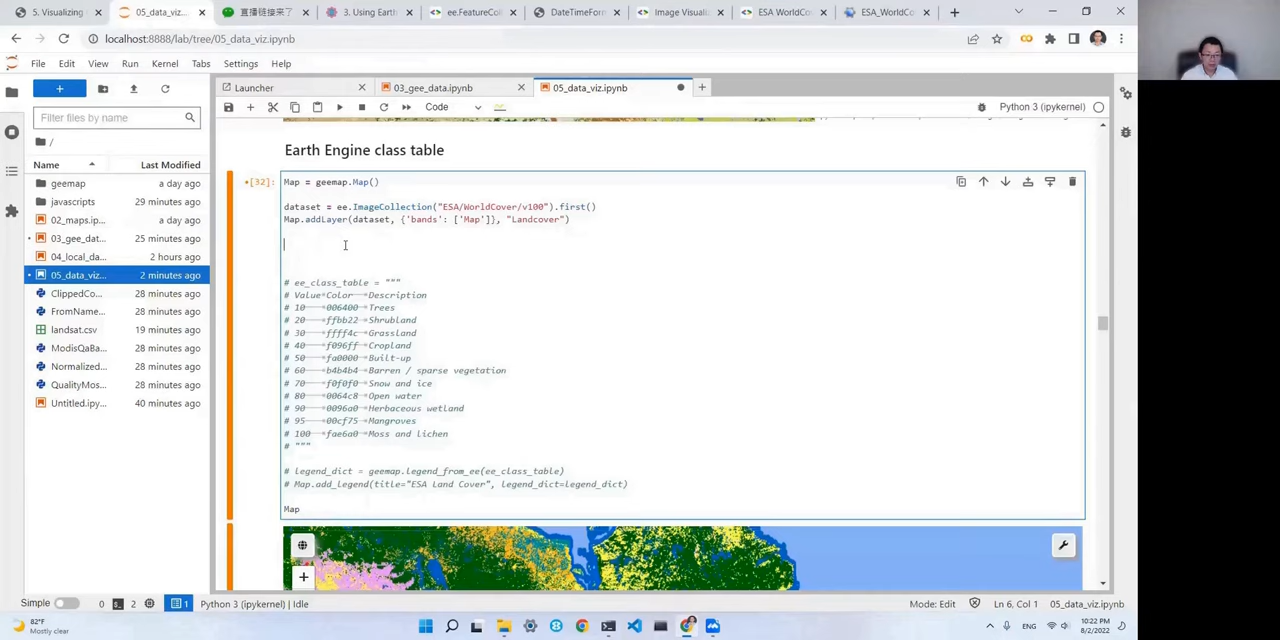 5. Visualizing
05_data_viz...
直播链接来了
3. Using Earth
ee.FeatureCol
DateTimeForm
Image Visuali
ESA WorldCo
ESA_WorldCo
localhost:8888/lab/tree/05_data_viz.ipynb
File Edit View Run Kernel Tabs Settings Help
Launcher
03_gee_data.ipynb
05_data_viz.ipynb
Code
Python 3 (ipykernel)
Filter files by name
/
Name Last Modified
geemap a day ago
javascripts 29 minutes ago
02_maps.ip... a day ago
03_gee_dat... 25 minutes ago
04_local_da... 2 hours ago
05_data_viz... 2 minutes ago
ClippedCo... 28 minutes ago
FromName... 28 minutes ago
landsat.csv 19 minutes ago
ModisQaBa... 28 minutes ago
Normalized... 28 minutes ago
QualityMos... 28 minutes ago
Untitled.ipy... 40 minutes ago
Earth Engine class table
[32]:
Map = geemap.Map()
dataset = ee.ImageCollection("ESA/WorldCover/v100").first()
Map.addLayer(dataset, {'bands': ['Map']}, "Landcover")
# ee_class_table = """
# Value Color Description
# 10 006400 Trees
# 20 ffbb22 Shrubland
# 30 ffff4c Grassland
# 40 f096ff Cropland
# 50 fa0000 Built-up
# 60 b4b4b4 Barren / sparse vegetation
# 70 f0f0f0 Snow and ice
# 80 0064c8 Open water
# 90 0096a0 Herbaceous wetland
# 95 00cf75 Mangroves
# 100 fae6a0 Moss and lichen
# """
# legend_dict = geemap.legend_from_ee(ee_class_table)
# Map.add_legend(title="ESA Land Cover", legend_dict=legend_dict)
Map
Simple 0 2 1 Python 3 (ipykernel) | Idle
Mode: Edit Ln 6, Col 1 05_data_viz.ipynb
82°F
Mostly clear
10:22 PM
8/2/2022